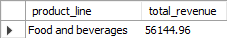 product_line total_revenue
Food and beverages 56144.96